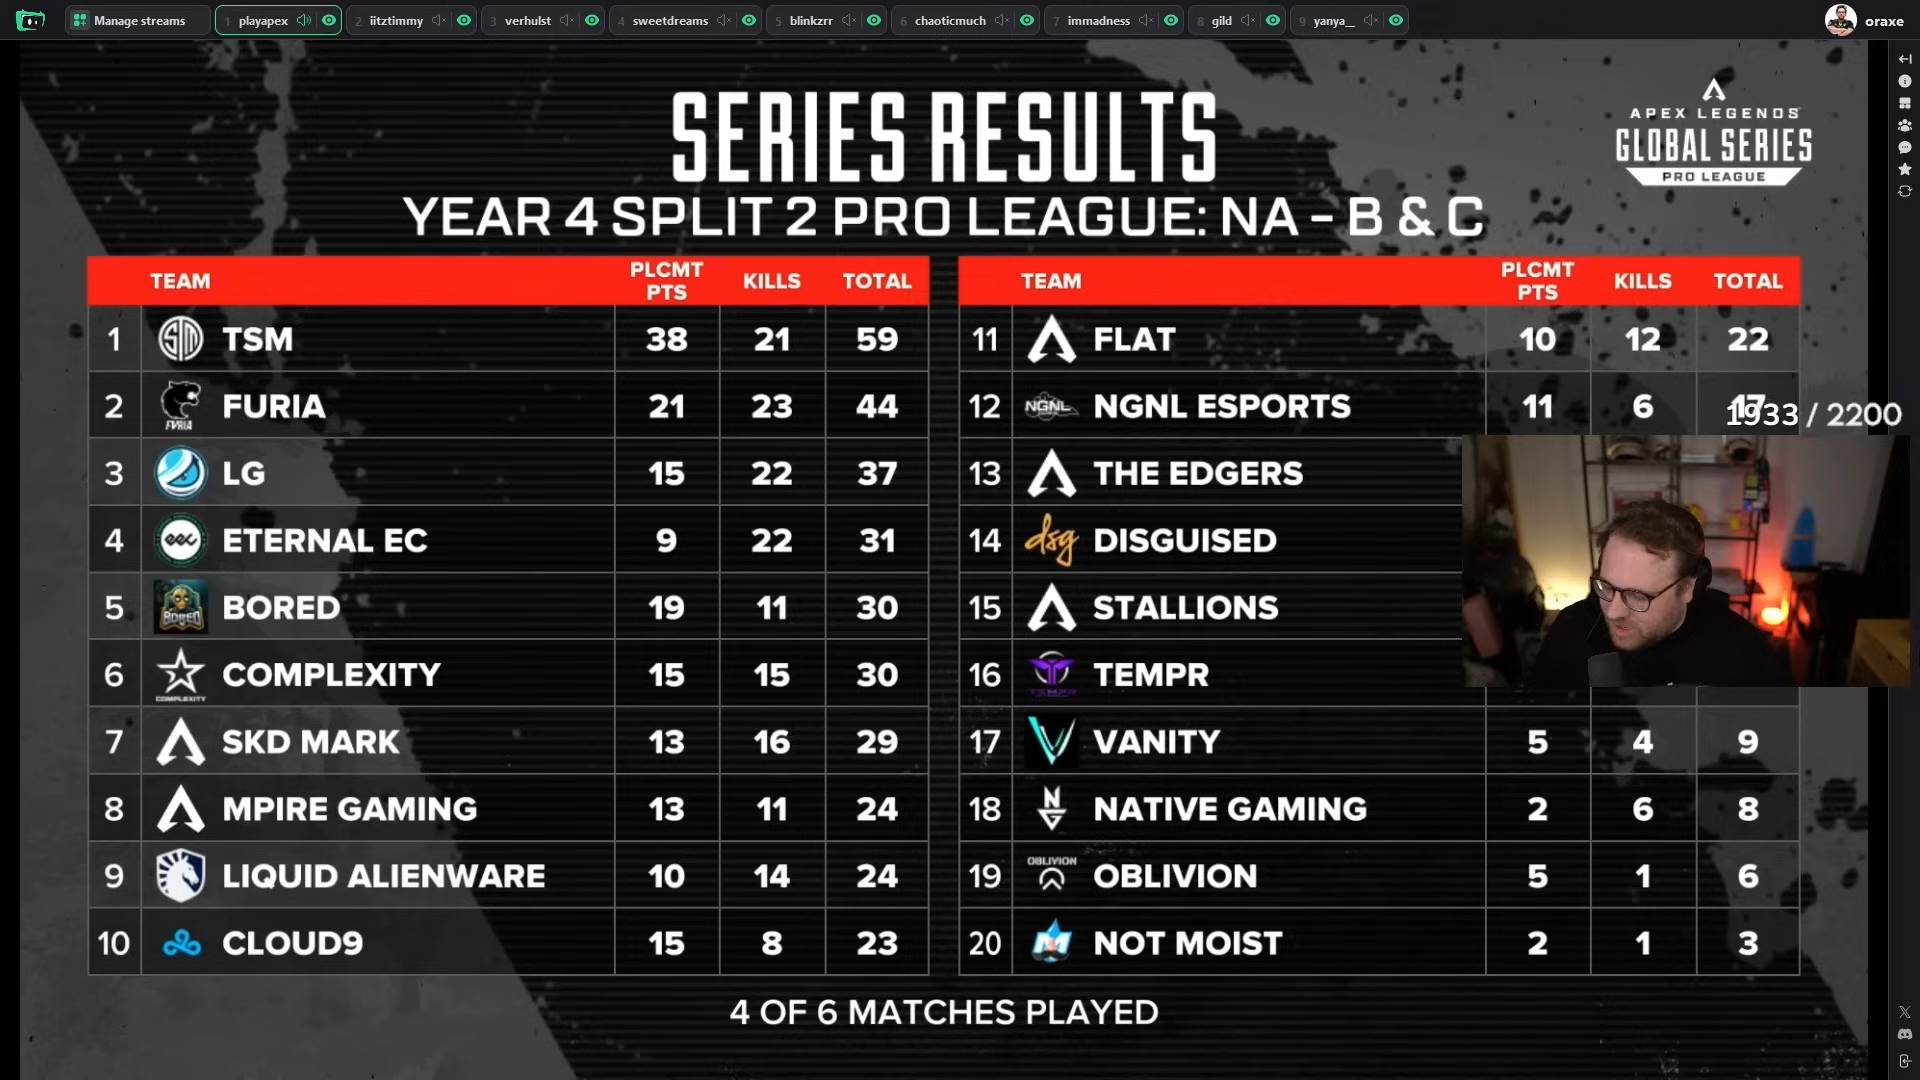 Manage streams
1 playapex
2 iitztimmy
3 verhulst
4 sweetdreams
5 blinkzrr
6 chaoticmuch
7 immadness
8 gild
9 yanya_
oraxe
SERIES RESULTS
YEAR 4 SPLIT 2 PRO LEAGUE: NA - B & C
APEX LEGENDS
GLOBAL SERIES
PRO LEAGUE
TEAM PLCMT PTS KILLS TOTAL
1 TSM 38 21 59
2 FURIA 21 23 44
3 LG 15 22 37
4 eec ETERNAL EC 9 22 31
5 BORED BORED 19 11 30
6 COMPLEXITY COMPLEXITY 15 15 30
7 SKD MARK 13 16 29
8 MPIRE GAMING 13 11 24
9 LIQUID ALIENWARE 10 14 24
10 CLOUD9 15 8 23
TEAM PLCMT PTS KILLS TOTAL
11 FLAT 10 12 22
12 NGNL NGNL ESPORTS 11 6 17
1933 / 2200
13 THE EDGERS
14 dsg DISGUISED
15 STALLIONS
16 TEMPR
17 VANITY 5 4 9
18 NATIVE GAMING 2 6 8
19 OBLIVION OBLIVION 5 1 6
20 NOT MOIST 2 1 3
4 OF 6 MATCHES PLAYED